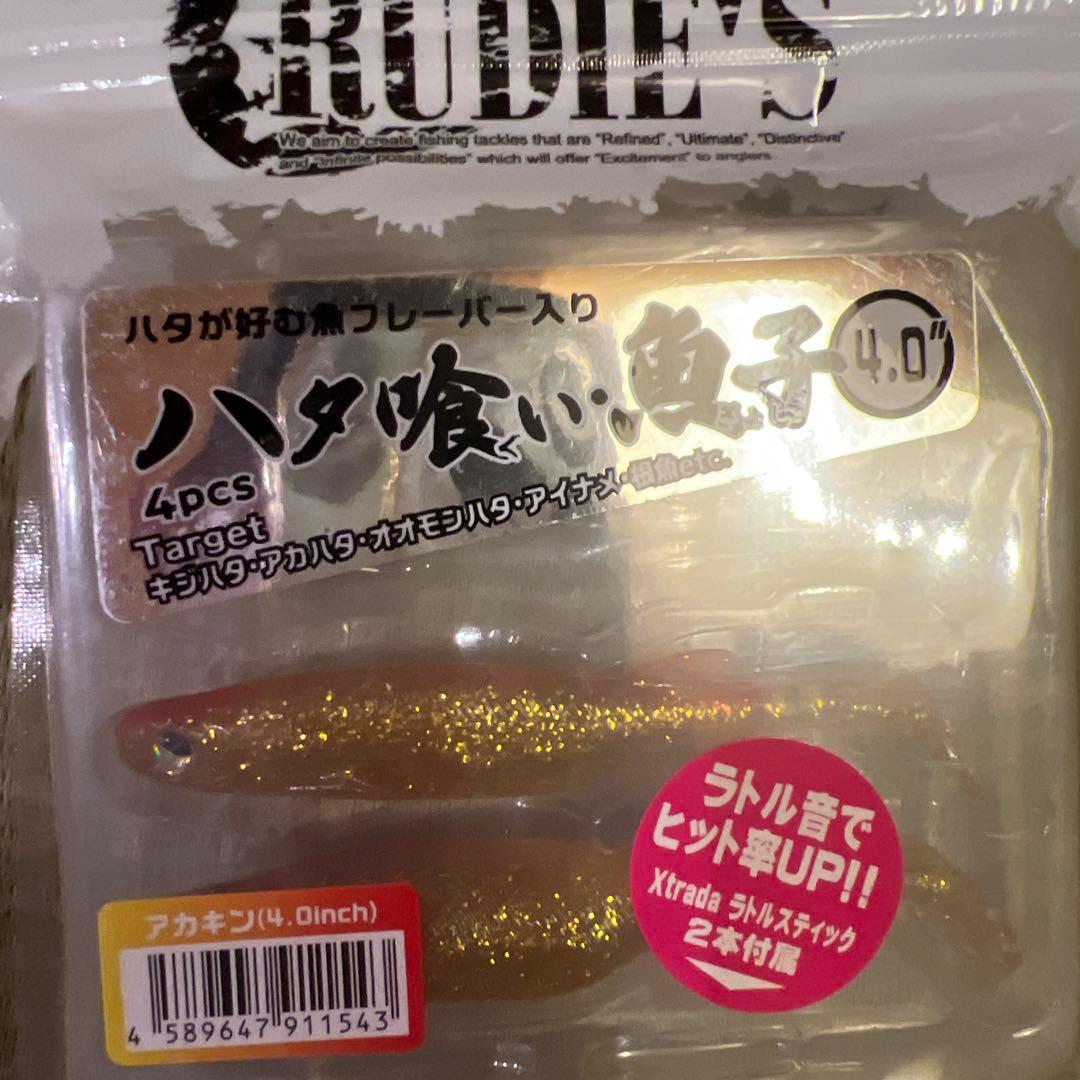 RUDIE'S
We aim to create fishing tackles that are "Refined", "Ultimate", "Distinctive"
and "Infinite possibilities" which will offer "Excitement" to anglers
ハタが好む魚フレーバー入り
ハタ喰い魚子 4.0"
4pcs
Target
キジハタ・アカハタ・オオモンハタ・アイナメ・根魚etc.
ラトル音で
ヒット率UP!!
Xtrada ラトルスティック
2本付属
アカキン(4.0inch)
4 589647 911543